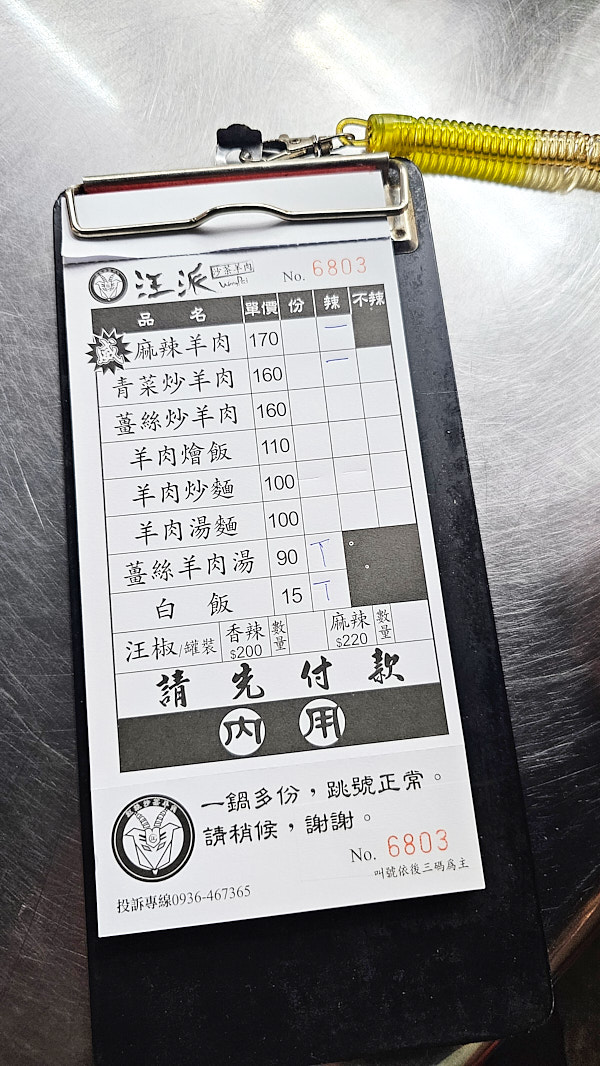 汪派 沙茶羊肉 No. 6803
品名 單價 份 辣 不辣
麻辣羊肉 170 一
青菜炒羊肉 160 一
薑絲炒羊肉 160
羊肉燴飯 110
羊肉炒麵 100
羊肉湯麵 100
薑絲羊肉湯 90 丅
白飯 15 丅
汪椒/罐裝 香辣 $200 數量 麻辣 $220 數量
請先付款
內用
一鍋多份，跳號正常。
請稍候，謝謝。
No. 6803
叫號依後三碼為主
投訴專線0936-467365